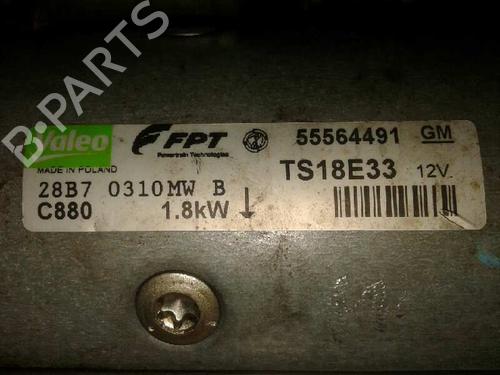 B-PARTS
Valeo
FPT
Powertrain Technologies
55564491 GM
MADE IN POLAND
TS18E33 12V.
28B7 0310MW B
C880 1.8kW